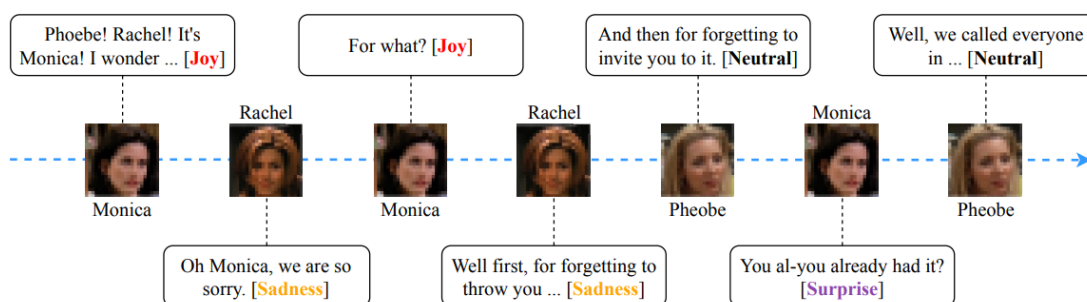 Phoebe! Rachel! It's
Monica! I wonder ... [Joy]
For what? [Joy]
And then for forgetting to
invite you to it. [Neutral]
Well, we called everyone
in ... [Neutral]
Rachel
Rachel
Monica
Monica
Monica
Pheobe
Pheobe
Oh Monica, we are so
sorry. [Sadness]
Well first, for forgetting to
throw you ... [Sadness]
You al-you already had it?
[Surprise]